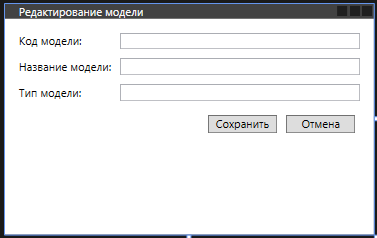 Редактирование модели
Код модели:
Название модели:
Тип модели:
Сохранить Отмена